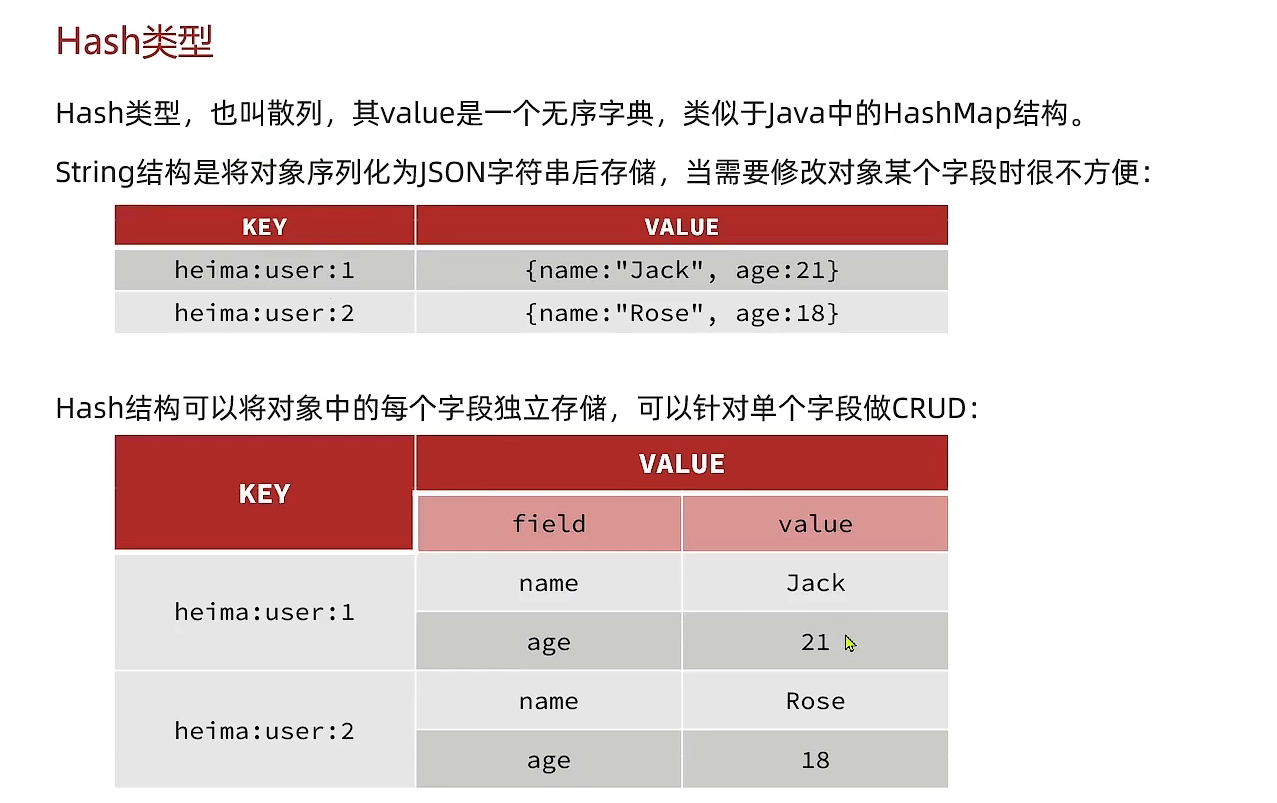 Hash类型
Hash类型，也叫散列，其value是一个无序字典，类似于Java中的HashMap结构。
String结构是将对象序列化为JSON字符串后存储，当需要修改对象某个字段时很不方便：
KEY VALUE
heima:user:1 {name:"Jack", age:21}
heima:user:2 {name:"Rose", age:18}
Hash结构可以将对象中的每个字段独立存储，可以针对单个字段做CRUD：
KEY VALUE
field value
heima:user:1 name Jack
age 21
heima:user:2 name Rose
age 18